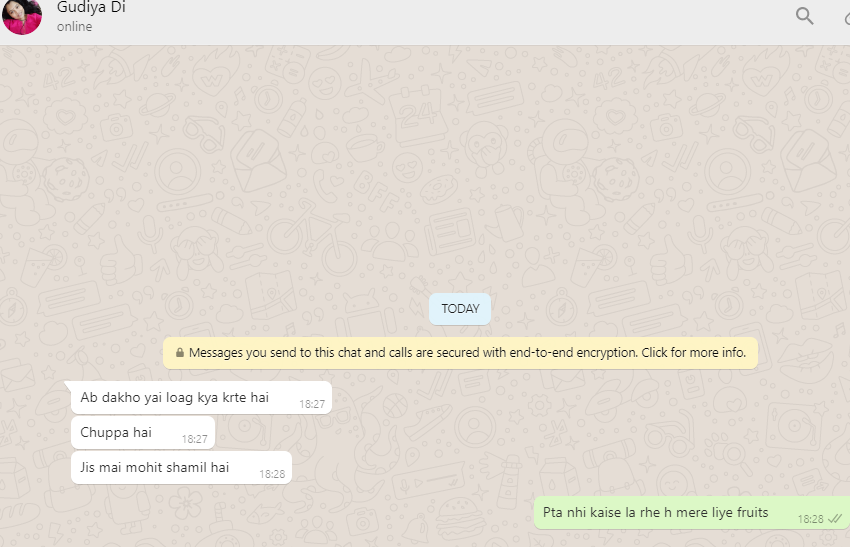 Gudiya Di
online
TODAY
Messages you send to this chat and calls are secured with end-to-end encryption. Click for more info.
Ab dakho yai loag kya krte hai
18:27
Chuppa hai
18:27
Jis mai mohit shamil hai
18:28
Pta nhi kaise la rhe h mere liye fruits
18:28